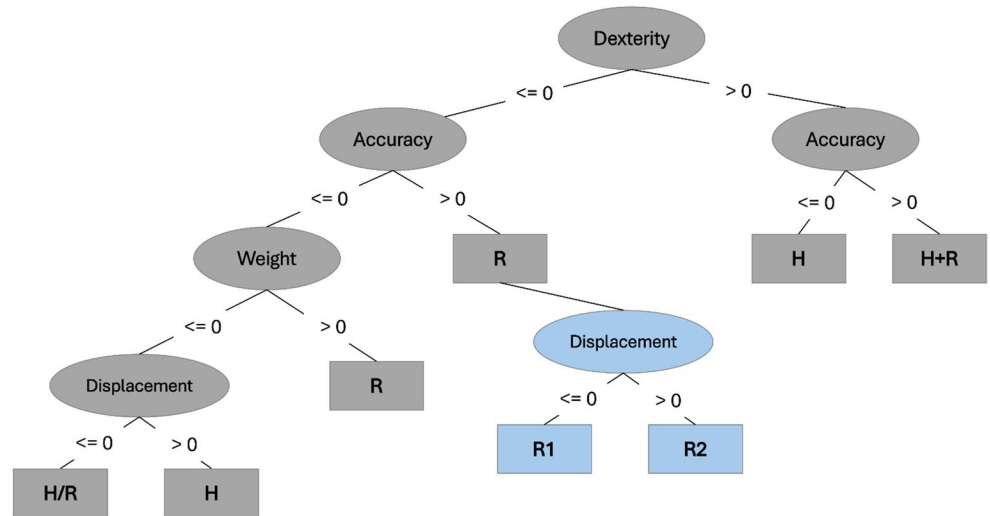 Dexterity
<= 0
> 0
Accuracy
Accuracy
<= 0
> 0
<= 0
> 0
Weight
R
H
H+R
<= 0
> 0
Displacement
Displacement
R
<= 0
> 0
<= 0
> 0
R1
R2
H/R
H